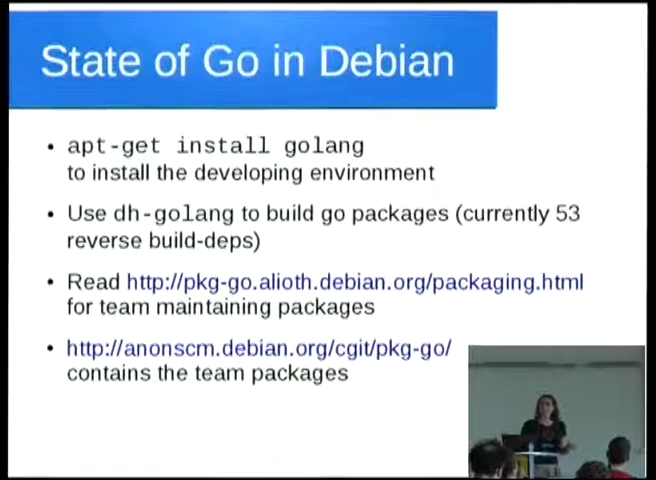 State of Go in Debian
apt-get install golang
to install the developing environment
Use dh-golang to build go packages (currently 53
reverse build-deps)
Read http://pkg-go.alioth.debian.org/packaging.html
for team maintaining packages
http://anonscm.debian.org/cgit/pkg-go/
contains the team packages